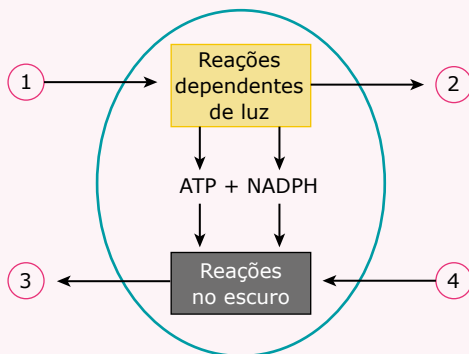 Reações
dependentes
de luz
1
2
ATP + NADPH
Reações
no escuro
3
4